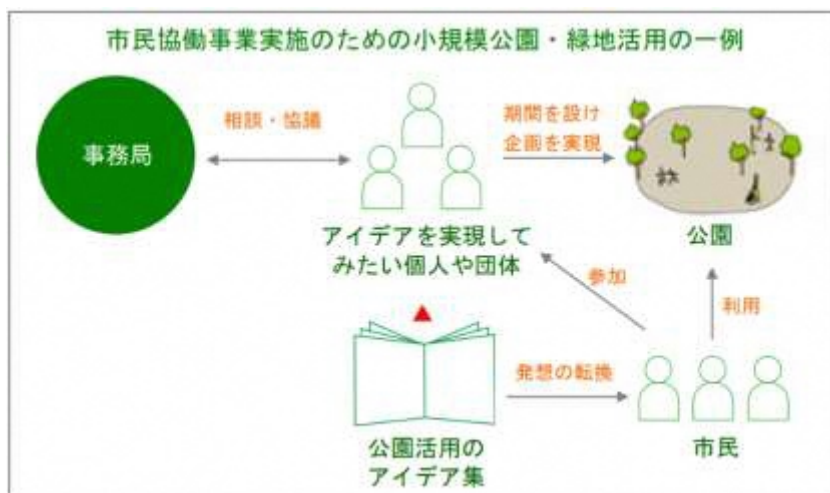 市民協働事業実施のための小規模公園・緑地活用の一例
事務局
相談・協議
アイデアを実現して
みたい個人や団体
期間を設け
企画を実現
公園
参加
利用
公園活用の
アイデア集
発想の転換
市民